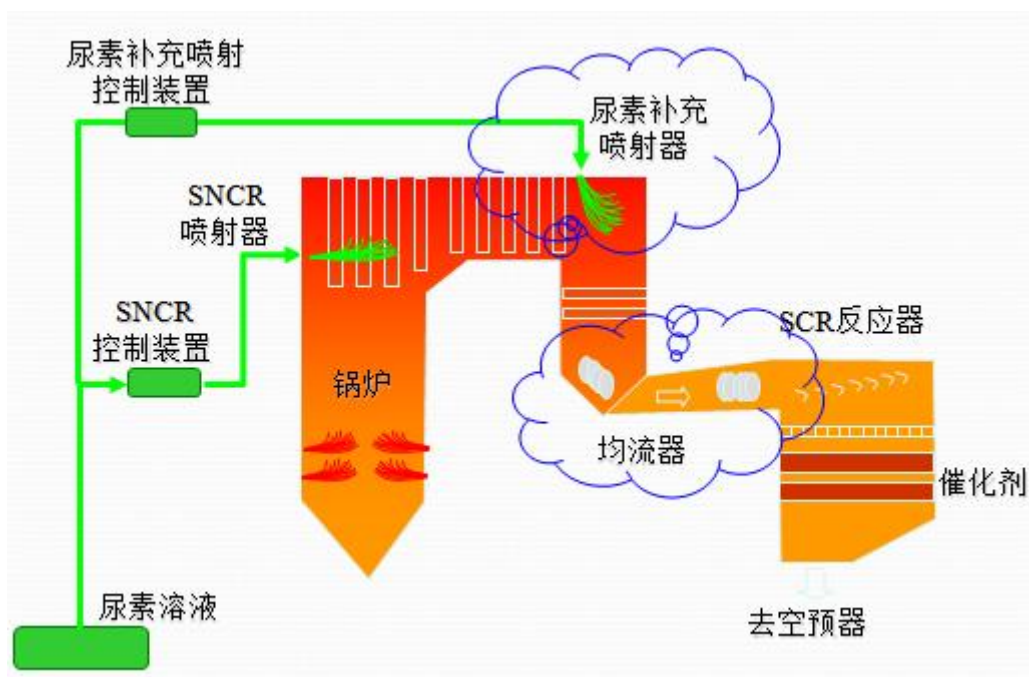 尿素补充喷射
控制装置
尿素补充
喷射器
SNCR
喷射器
SNCR
控制装置
SCR反应器
锅炉
均流器
催化剂
尿素溶液
去空预器